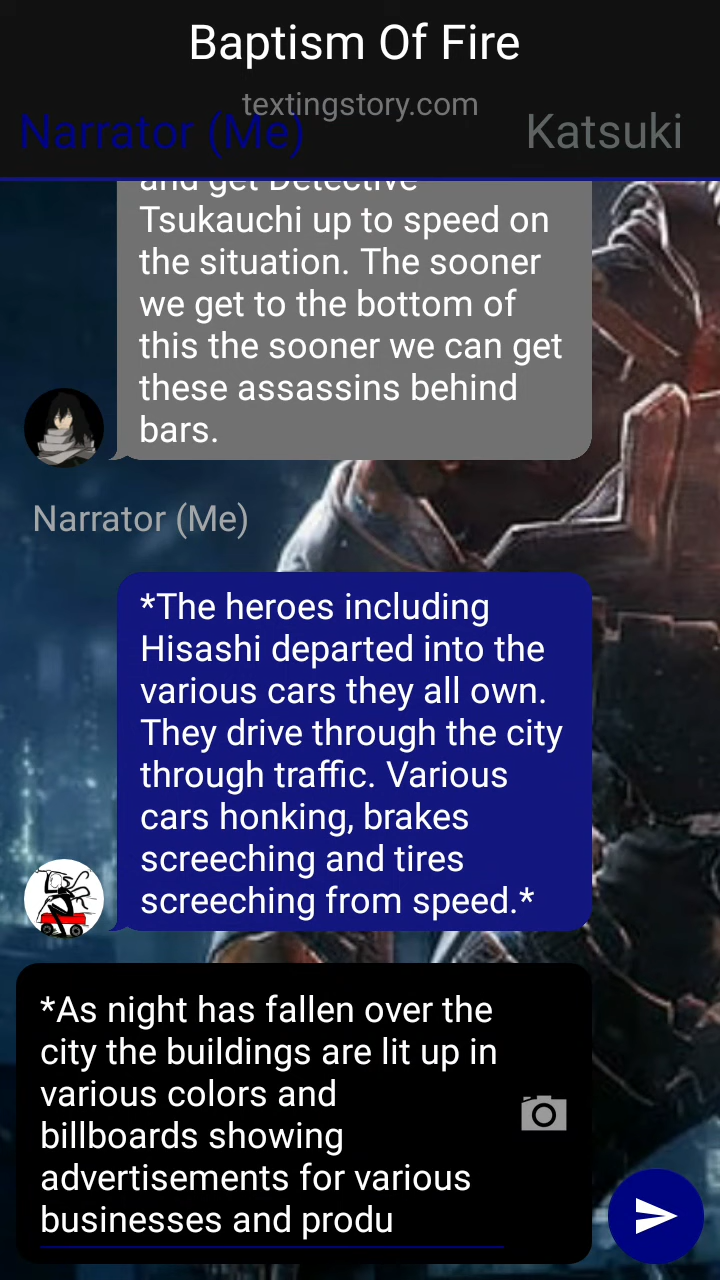 Baptism Of Fire
textingstory.com
Narrator (Me)
Katsuki
and get Detective
Tsukauchi up to speed on
the situation. The sooner
we get to the bottom of
this the sooner we can get
these assassins behind
bars.
Narrator (Me)
*The heroes including
Hisashi departed into the
various cars they all own.
They drive through the city
through traffic. Various
cars honking, brakes
screeching and tires
screeching from speed.*
*As night has fallen over the
city the buildings are lit up in
various colors and
billboards showing
advertisements for various
businesses and produ